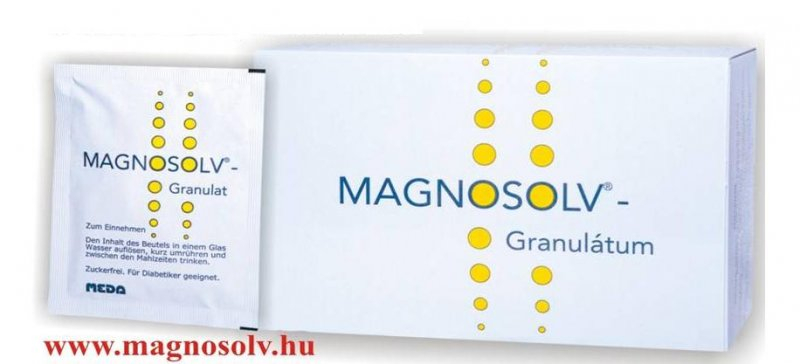 MAGNOSOLV®-
Granulat
Zum Einnehmen
Den Inhalt des Beutels in einem Glas
Wasser auflösen, kurz umrühren und
zwischen den Mahlzeiten trinken.
Zuckerfrei. Für Diabetiker geeignet.
MEDA
MAGNOSOLV®-
Granulátum
www.magnosolv.hu